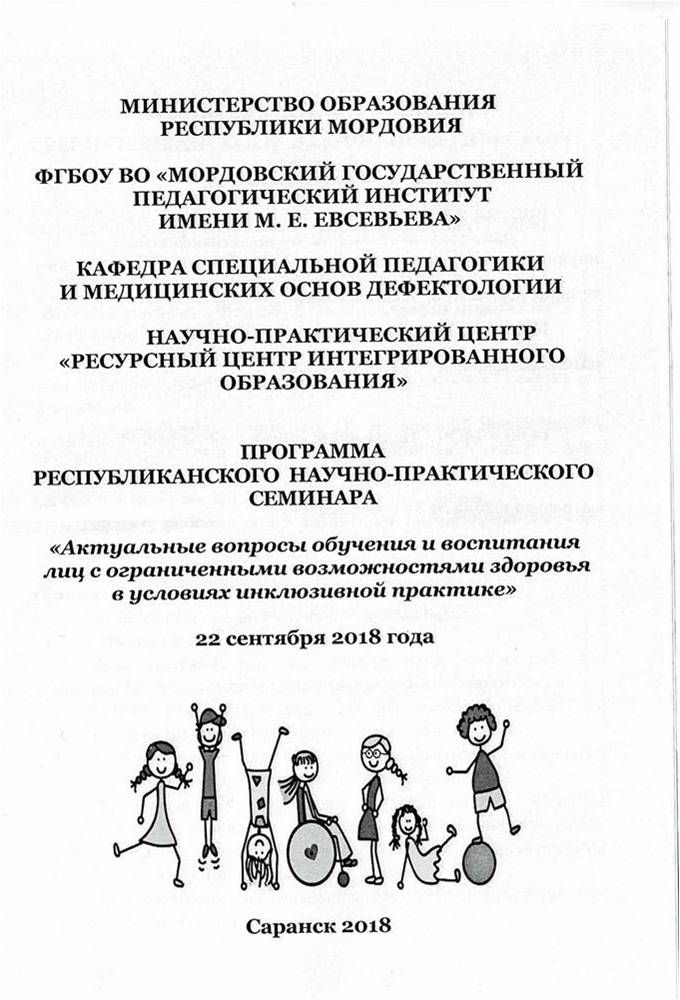 МИНИСТЕРСТВО ОБРАЗОВАНИЯ
РЕСПУБЛИКИ МОРДОВИЯ
ФГБОУ ВО «МОРДОВСКИЙ ГОСУДАРСТВЕННЫЙ
ПЕДАГОГИЧЕСКИЙ ИНСТИТУТ
ИМЕНИ М. Е. ЕВСЕВЬЕВА»
КАФЕДРА СПЕЦИАЛЬНОЙ ПЕДАГОГИКИ
И МЕДИЦИНСКИХ ОСНОВ ДЕФЕКТОЛОГИИ
НАУЧНО-ПРАКТИЧЕСКИЙ ЦЕНТР
«РЕСУРСНЫЙ ЦЕНТР ИНТЕГРИРОВАННОГО
ОБРАЗОВАНИЯ»
ПРОГРАММА
РЕСПУБЛИКАНСКОГО НАУЧНО-ПРАКТИЧЕСКОГО
СЕМИНАРА
«Актуальные вопросы обучения и воспитания
лиц с ограниченными возможностями здоровья
в условиях инклюзивной практике»
22 сентября 2018 года
Саранск 2018